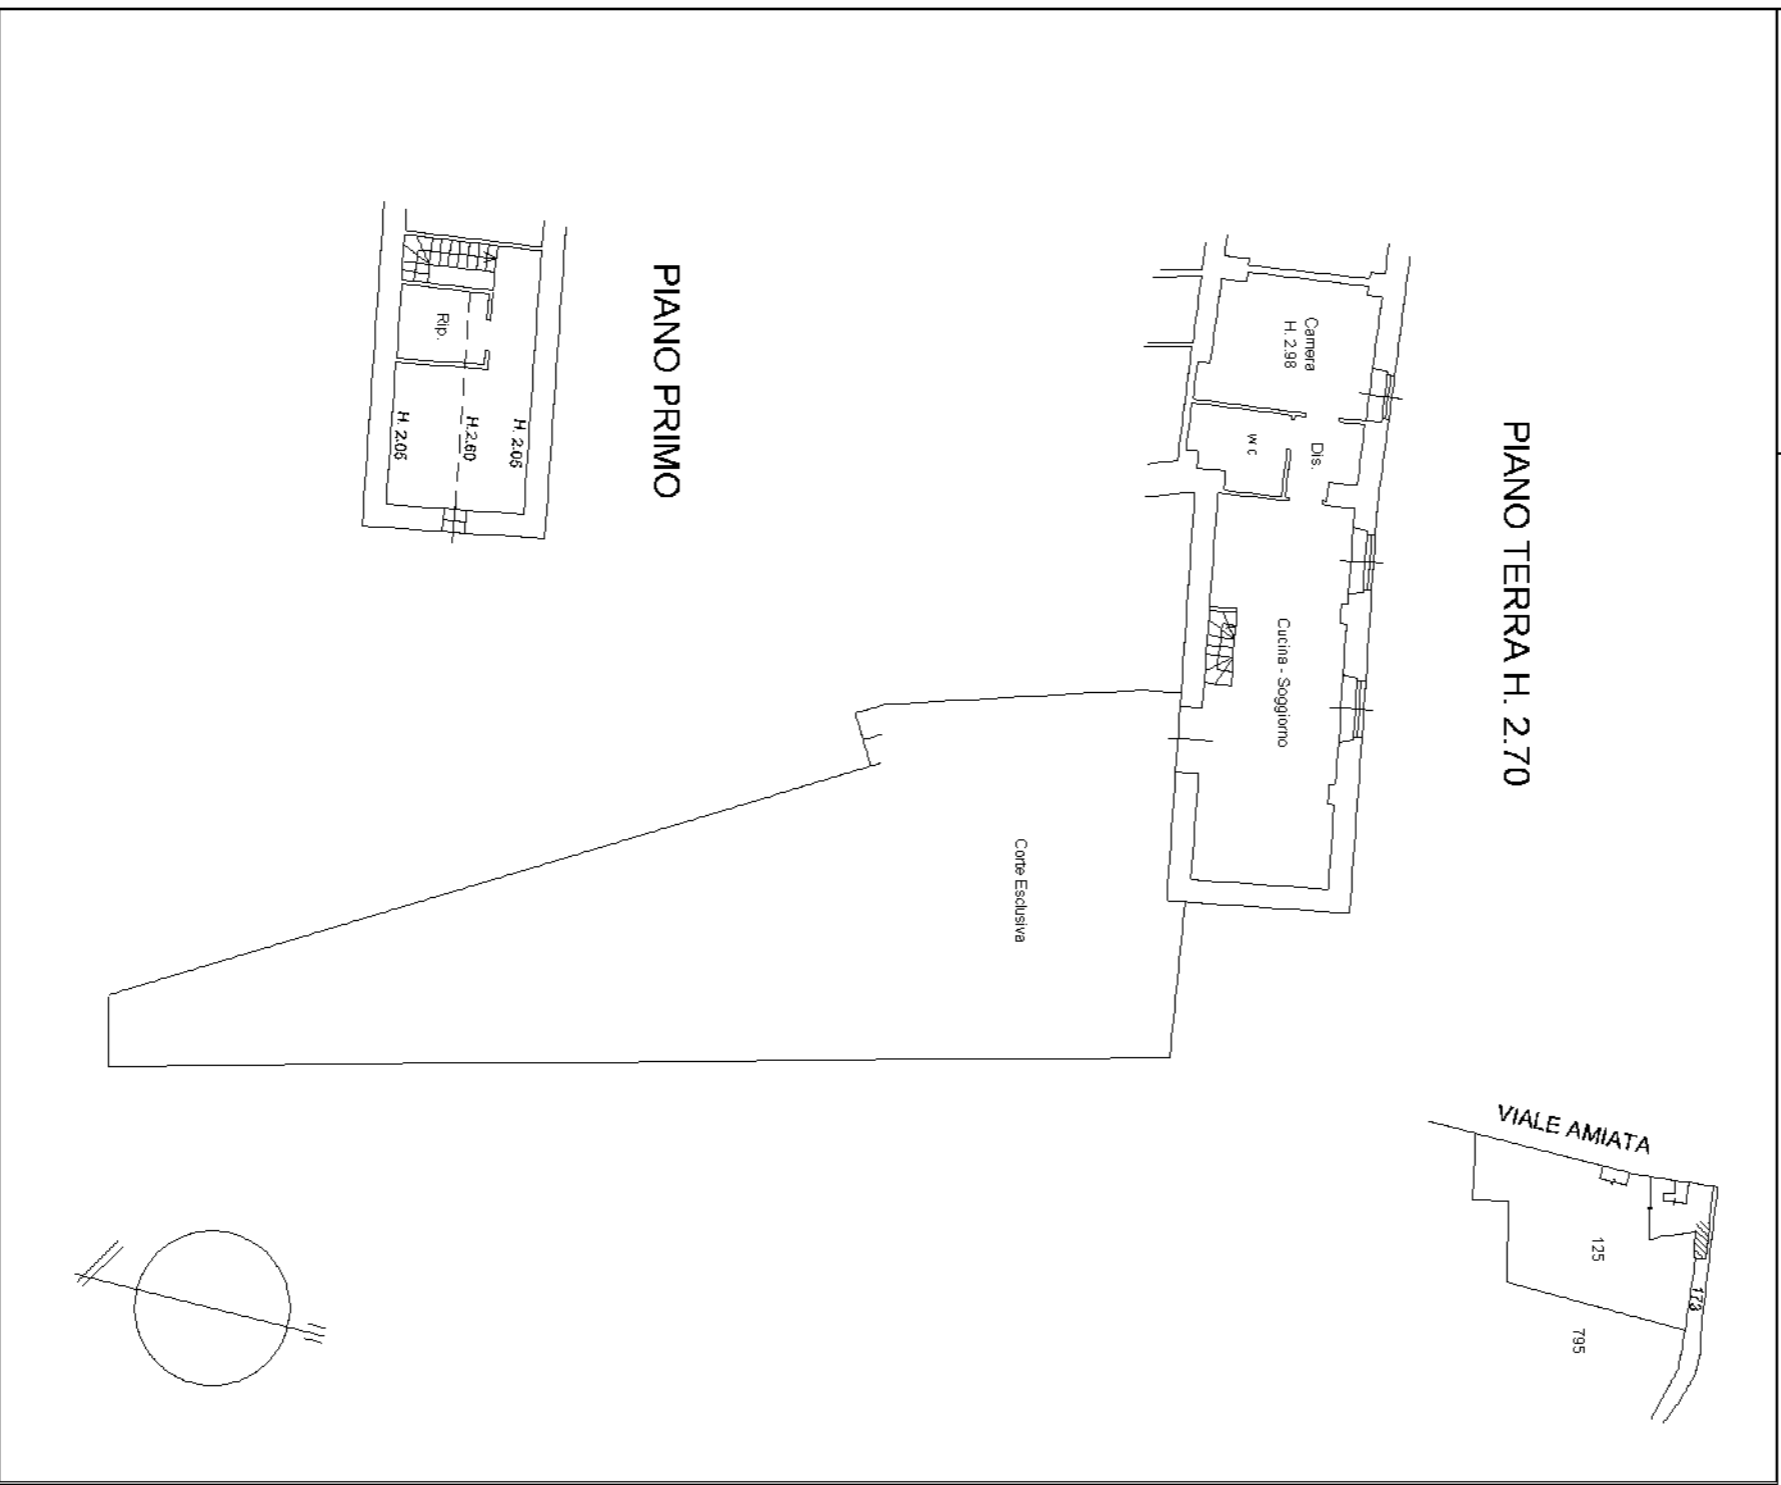 PIANO TERRA H. 2.70
Camera
H. 2.98
Dis.
w c
Cucina - Soggiorno
Corte Esclusiva
PIANO PRIMO
Rip.
H. 2.05
H.2.60
H. 2.05
VIALE AMIATA
125
173
795